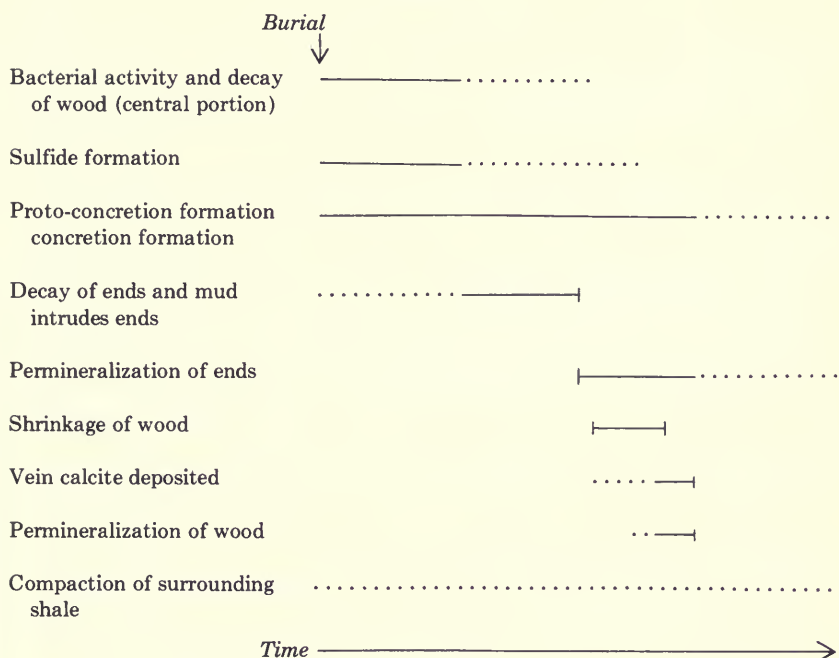 Burial
Bacterial activity and decay
of wood (central portion)
Sulfide formation
Proto-concretion formation
concretion formation
Decay of ends and mud
intrudes ends
Permineralization of ends
Shrinkage of wood
Vein calcite deposited
Permineralization of wood
Compaction of surrounding
shale
Time